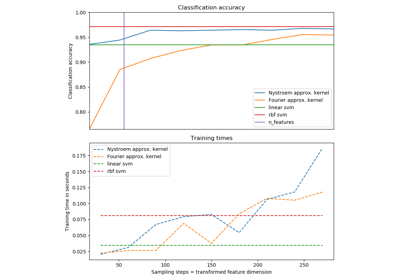 Classification accuracy
1.00
0.95
0.90
0.85
0.80
Classification accuracy
Nystroem approx. kernel
Fourier approx. kernel
linear svm
rbf svm
n_features
Training times
0.175
0.150
0.125
0.100
0.075
0.050
0.025
Training time in seconds
Nystroem approx. kernel
Fourier approx. kernel
linear svm
rbf svm
50 100 150 200 250
Sampling steps = transformed feature dimension